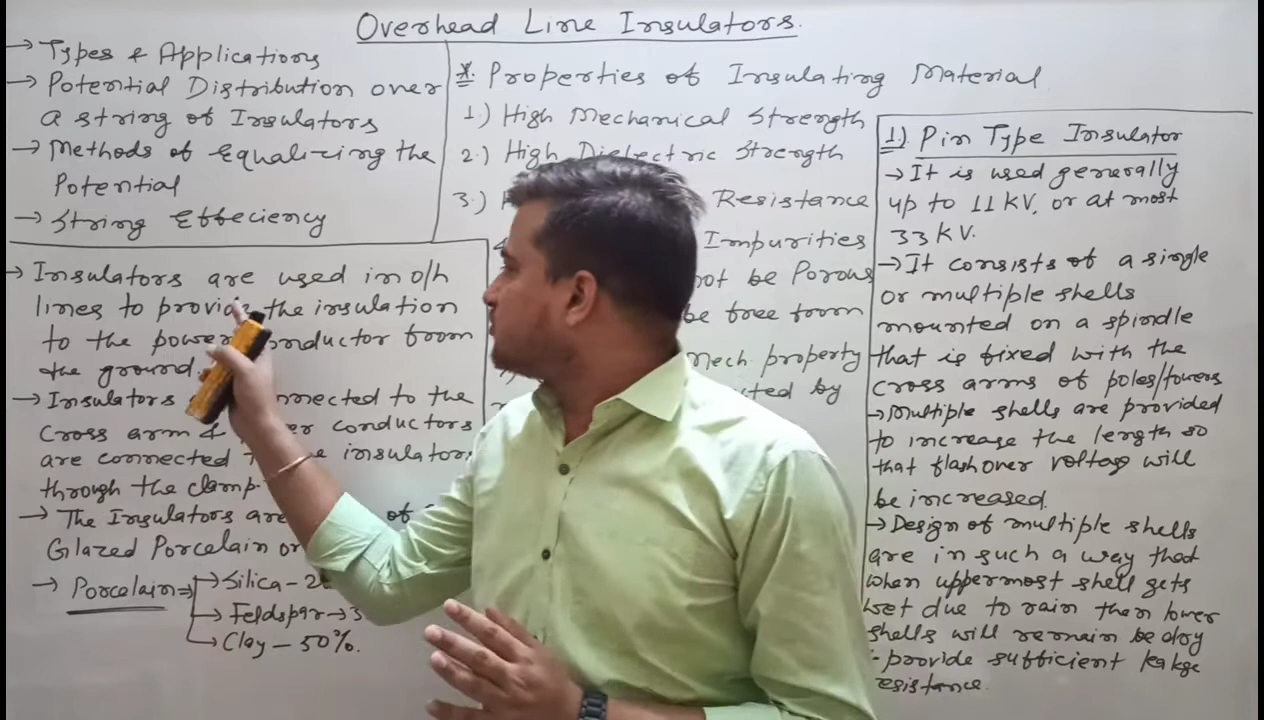 Overhead Line Insulators.
→ Types & Applications
→ Potential Distribution over
a string of Insulators
→ Methods of Equalizing the
Potential
→ String Effeciency
→ Insulators are used in o/h
lines to the insulation
to the power onductor from
the ground.
→ Insulators nnected to the
Cross arm & er conductors
are connected insulator
through the clamp
→ The Insulators are of
Glazed Porcelain or
→ Porcelain ⇒ → Silica - 2
→ Feldspar → 3
→ Clay - 50%.
*. Properties of Insulating Material
1.) High Mechanical Strength
2.) High Dielectric Strength
3.) Resistance
Impurities
not be Porous
be free from
Mech. property
by
1.) Pin Type Insulator
→ It is used generally
up to 11 KV. or at most
33 KV.
→ It consists of a single
or multiple shells
mounted on a spindle
that is fixed with the
cross arms of poles/towers
→ Multiple shells are provided
to increase the length so
that flashover voltage will
be increased.
→ Design of multiple shells
are in such a way that
when uppermost shell gets
wet due to rain then lower
shells will remain be dry
provide sufficient leakge
resistance.